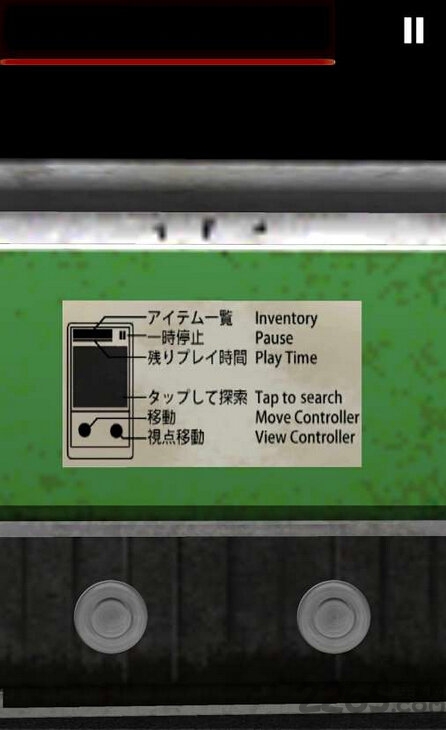 アイテム一覧 Inventory
一時停止 Pause
残りプレイ時間 Play Time
タップして探索 Tap to search
移動 Move Controller
視点移動 View Controller